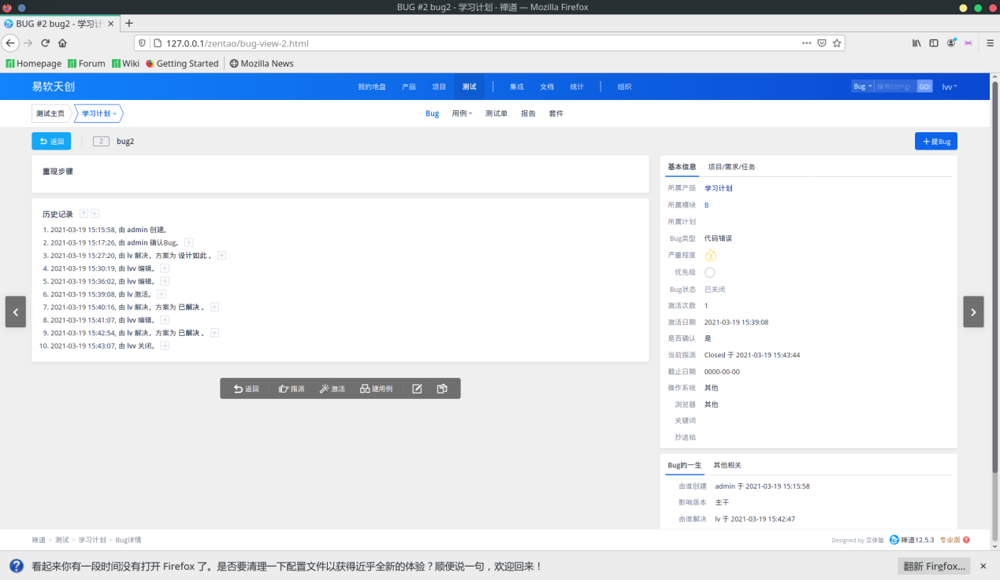 BUG #2 bug2 - 学习计划 - 禅道 — Mozilla Firefox
BUG #2 bug2 - 学习计
127.0.0.1/zentao/bug-view-2.html
Homepage Forum Wiki Getting Started Mozilla News
易软天创 我的地盘 产品 项目 测试 集成 文档 统计 组织 Bug 编号(ctrl+g) GO! lvv
测试主页 学习计划 Bug 用例 测试单 报告 套件
返回 2 bug2 提Bug
重现步骤
历史记录
1. 2021-03-19 15:15:58, 由 admin 创建。
2. 2021-03-19 15:17:26, 由 admin 确认Bug。
3. 2021-03-19 15:27:20, 由 lv 解决，方案为 设计如此 。
4. 2021-03-19 15:30:19, 由 lvv 编辑。
5. 2021-03-19 15:36:02, 由 lvv 编辑。
6. 2021-03-19 15:39:08, 由 lv 激活。
7. 2021-03-19 15:40:16, 由 lv 解决，方案为 已解决 。
8. 2021-03-19 15:41:07, 由 lvv 编辑。
9. 2021-03-19 15:42:54, 由 lv 解决，方案为 已解决 。
10. 2021-03-19 15:43:07, 由 lvv 关闭。
返回 指派 激活 建用例
基本信息 项目/需求/任务
所属产品 学习计划
所属模块 B
所属计划
Bug类型 代码错误
严重程度 3
优先级
Bug状态 已关闭
激活次数 1
激活日期 2021-03-19 15:39:08
是否确认 是
当前指派 Closed 于 2021-03-19 15:43:44
截止日期 0000-00-00
操作系统 其他
浏览器 其他
关键词
抄送给
Bug的一生 其他相关
由谁创建 admin 于 2021-03-19 15:15:58
影响版本 主干
由谁解决 lv 于 2021-03-19 15:42:47
禅道 > 测试 > 学习计划 > Bug详情 Designed by 艾体验 禅道12.5.3 专业版
看起来你有一段时间没有打开 Firefox 了。是否要清理一下配置文件以获得近乎全新的体验？顺便说一句，欢迎回来！ 翻新 Firefox…